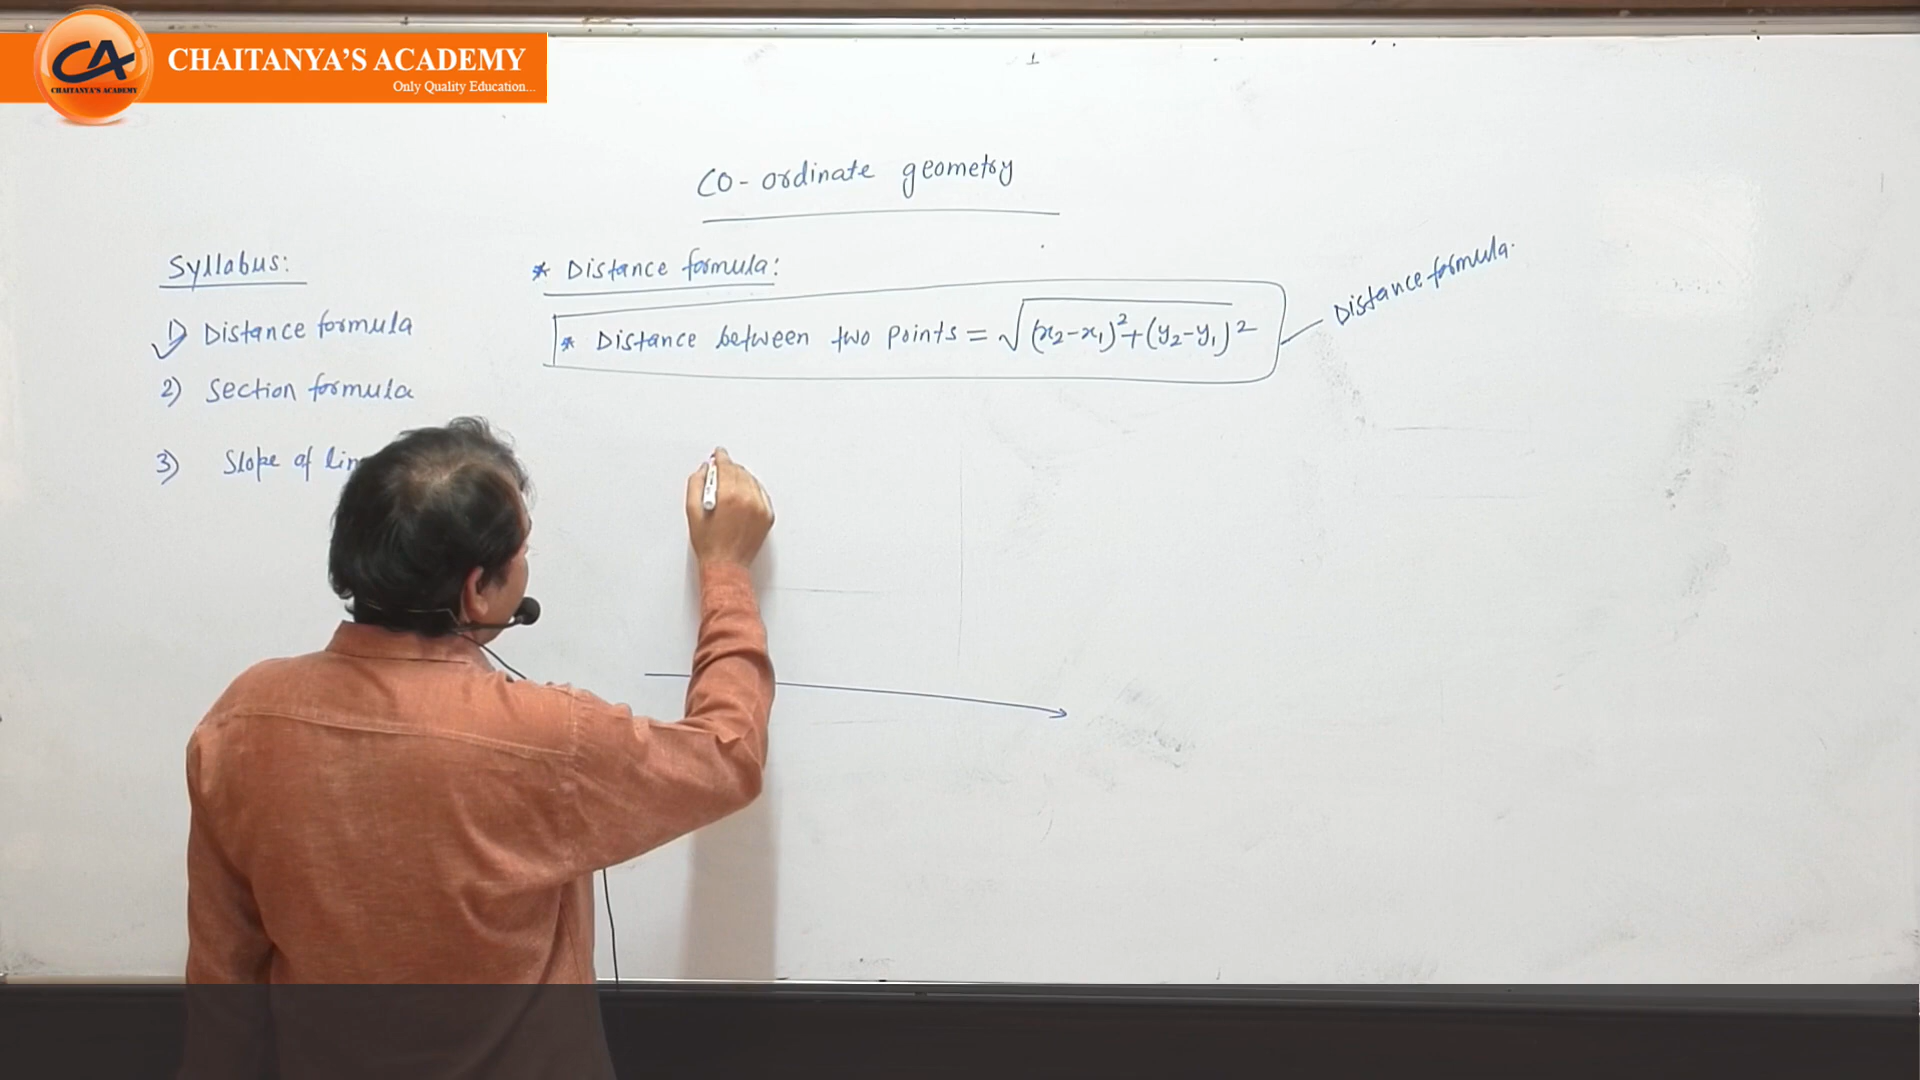 CA
CHAITANYA'S ACADEMY
CHAITANYA'S ACADEMY
Only Quality Education...
CO-ordinate geometry
Syllabus:
1) Distance formula
2) Section formula
3) Slope of
* Distance formula:
* Distance between two points = √(x₂-x₁)²+(y₂-y₁)²
Distance formula.